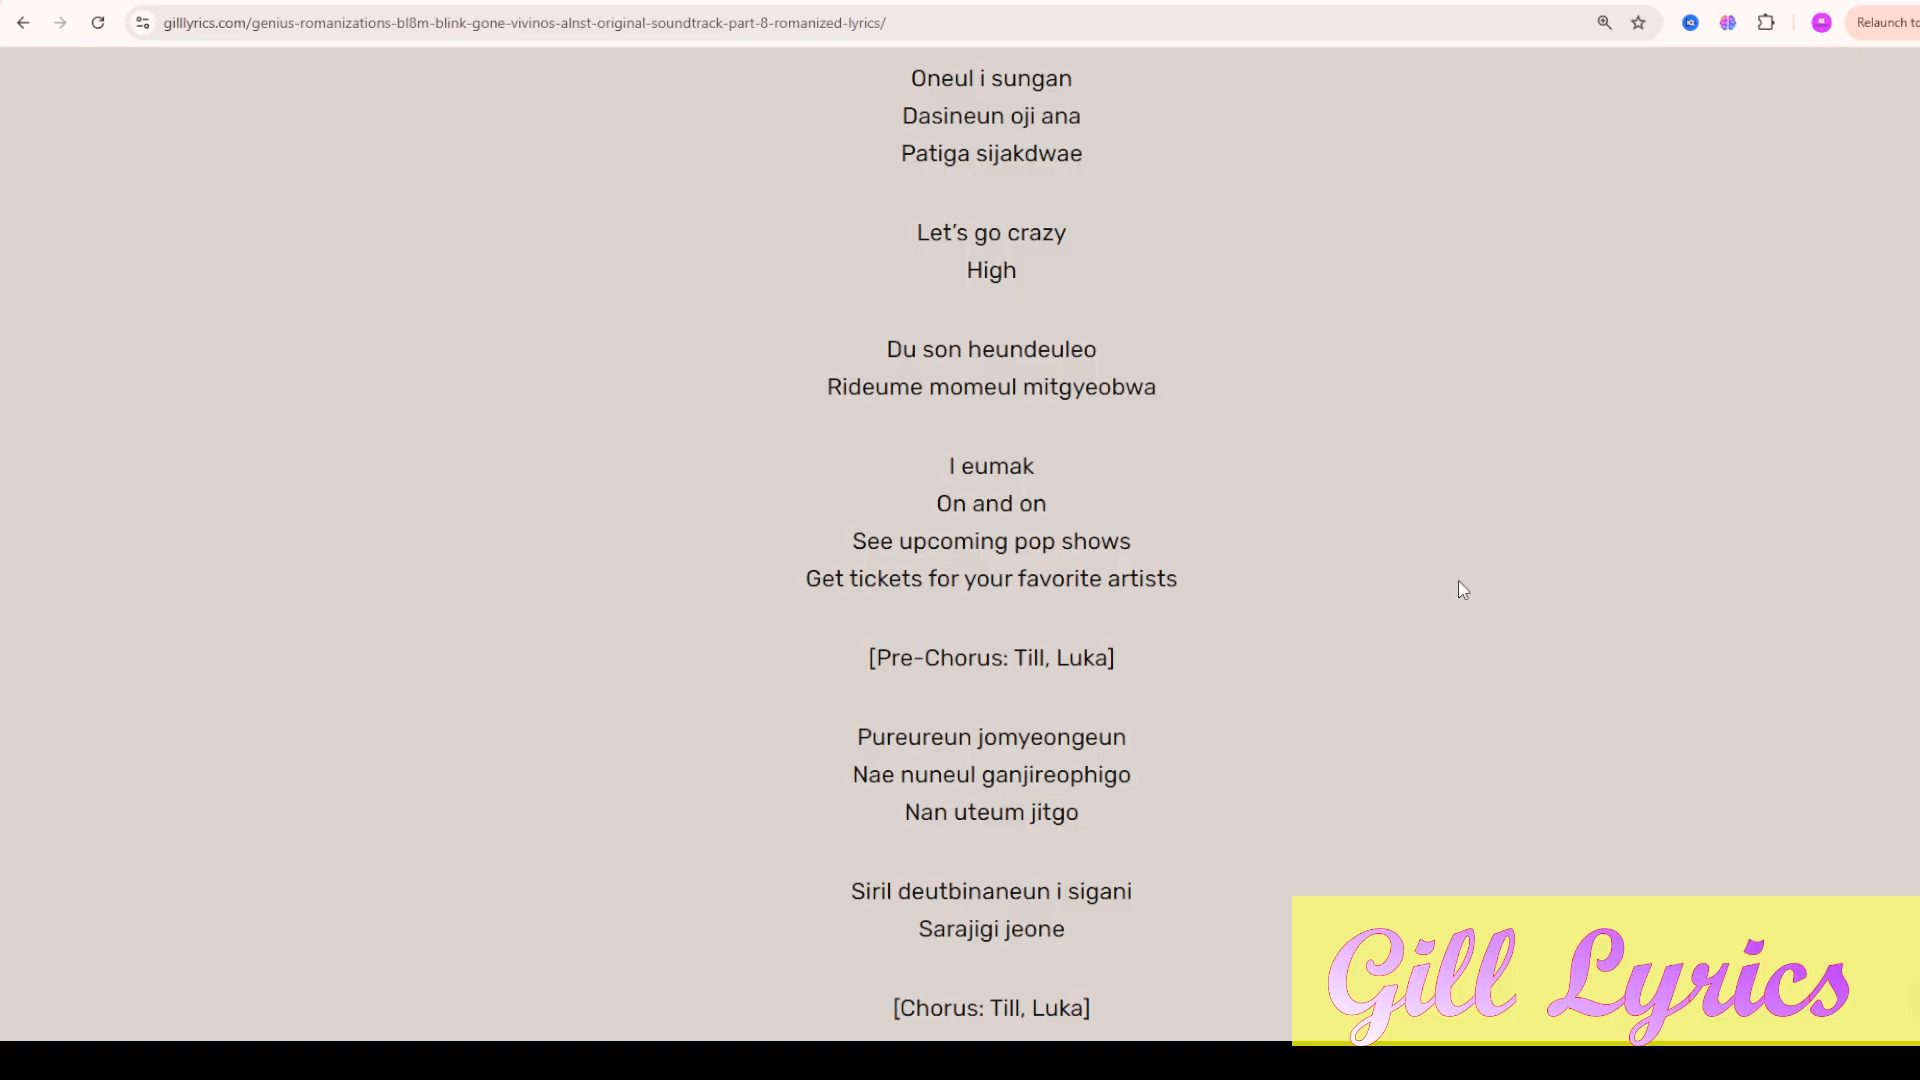 gilllyrics.com/genius-romanizations-bl8m-blink-gone-vivinos-alnst-original-soundtrack-part-8-romanized-lyrics/
Relaunch to
Oneul i sungan
Dasineun oji ana
Patiga sijakdwae
Let’s go crazy
High
Du son heundeuleo
Rideume momeul mitgyeobwa
I eumak
On and on
See upcoming pop shows
Get tickets for your favorite artists
[Pre-Chorus: Till, Luka]
Pureureun jomyeongeun
Nae nuneul ganjireophigo
Nan uteum jitgo
Siril deutbinaneun i sigani
Sarajigi jeone
[Chorus: Till, Luka]
Gill Lyrics